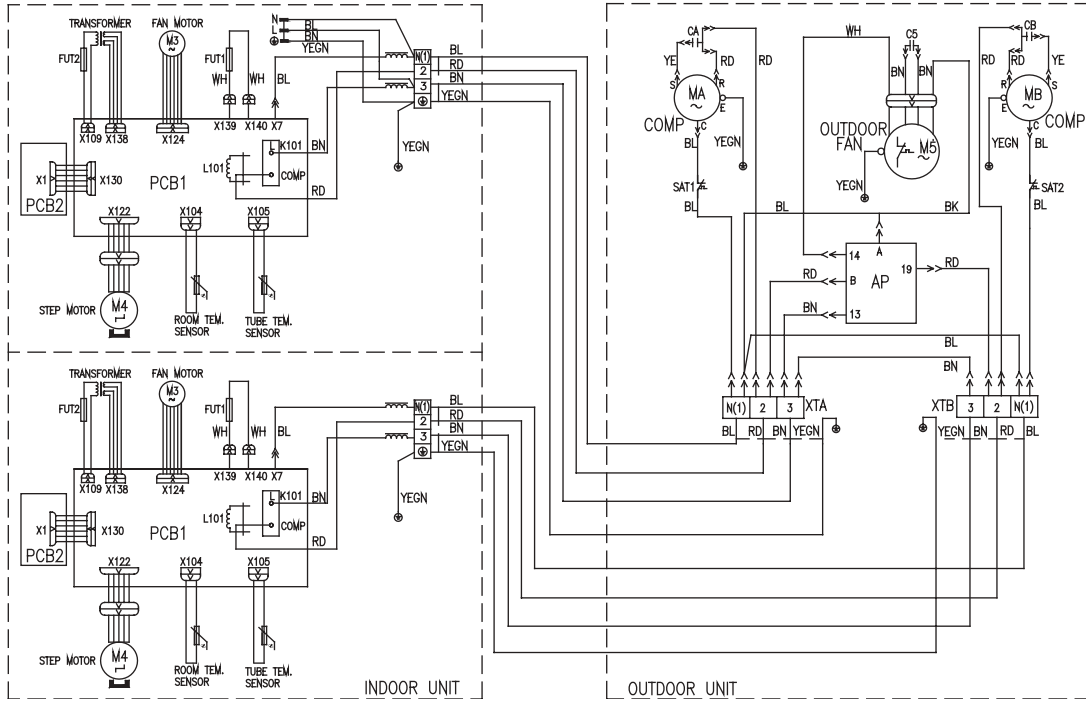 TRANSFORMER
FAN MOTOR
M3
~
FUT2
FUT1
WH
WH
BL
N
L
BL
BN
YEGN
X109
X138
X124
X139
X140
X7
X1
X130
PCB2
PCB1
L101
L
K101
COMP
BN
RD
N(1)
2
3
BL
RD
BN
YEGN
YEGN
X122
X104
X105
STEP MOTOR
M4
ROOM TEM.
SENSOR
TUBE TEM.
SENSOR
TRANSFORMER
FAN MOTOR
M3
~
FUT2
FUT1
WH
WH
BL
X109
X138
X124
X139
X140
X7
X1
X130
PCB2
PCB1
L101
L
K101
COMP
BN
RD
N(1)
2
3
BL
RD
BN
YEGN
YEGN
X122
X104
X105
STEP MOTOR
M4
ROOM TEM.
SENSOR
TUBE TEM.
SENSOR
INDOOR UNIT
CA
YE
RD
RD
S
R
MA
~
E
C
COMP
BL
YEGN
SAT1
BL
WH
C5
BN
BN
OUTDOOR
FAN
M5
~
YEGN
CB
RD
RD
YE
R
S
MB
~
E
C
COMP
YEGN
BL
SAT2
BL
BL
BK
A
14
B
13
19
AP
RD
BN
RD
BL
BN
N(1)
2
3
XTA
BL
RD
BN
YEGN
XTB
3
2
N(1)
YEGN
BN
RD
BL
OUTDOOR UNIT